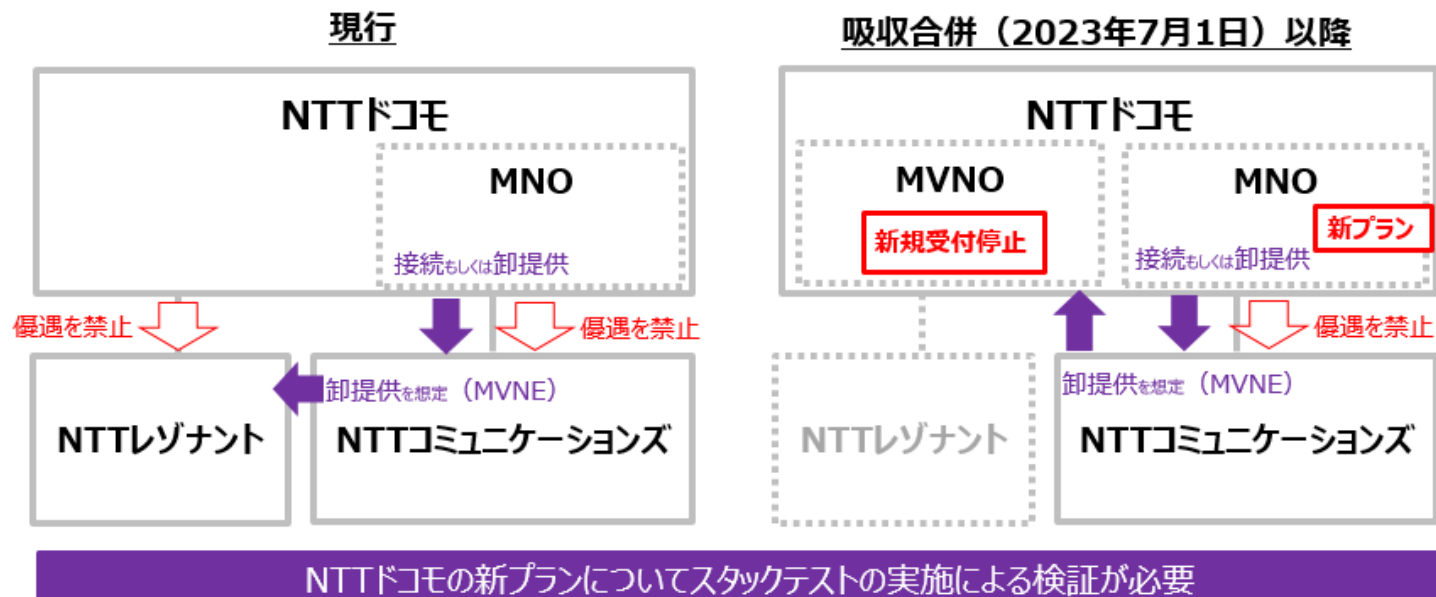 現行
NTTドコモ
MNO
接続もしくは卸提供
優遇を禁止
優遇を禁止
卸提供を想定（MVNE）
NTTレゾナント
NTTコミュニケーションズ
吸収合併（2023年7月1日）以降
NTTドコモ
MVNO
新規受付停止
MNO
新プラン
接続もしくは卸提供
優遇を禁止
卸提供を想定（MVNE）
NTTレゾナント
NTTコミュニケーションズ
NTTドコモの新プランについてスタックテストの実施による検証が必要